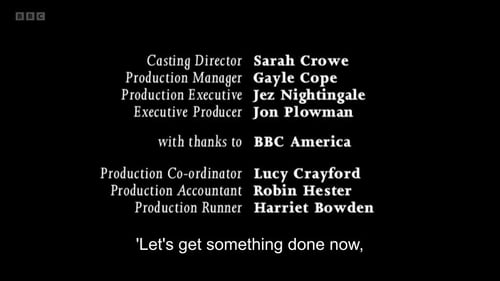 BBC
Casting Director Sarah Crowe
Production Manager Gayle Cope
Production Executive Jez Nightingale
Executive Producer Jon Plowman
with thanks to BBC America
Production Co-ordinator Lucy Crayford
Production Accountant Robin Hester
Production Runner Harriet Bowden
'Let's get something done now,